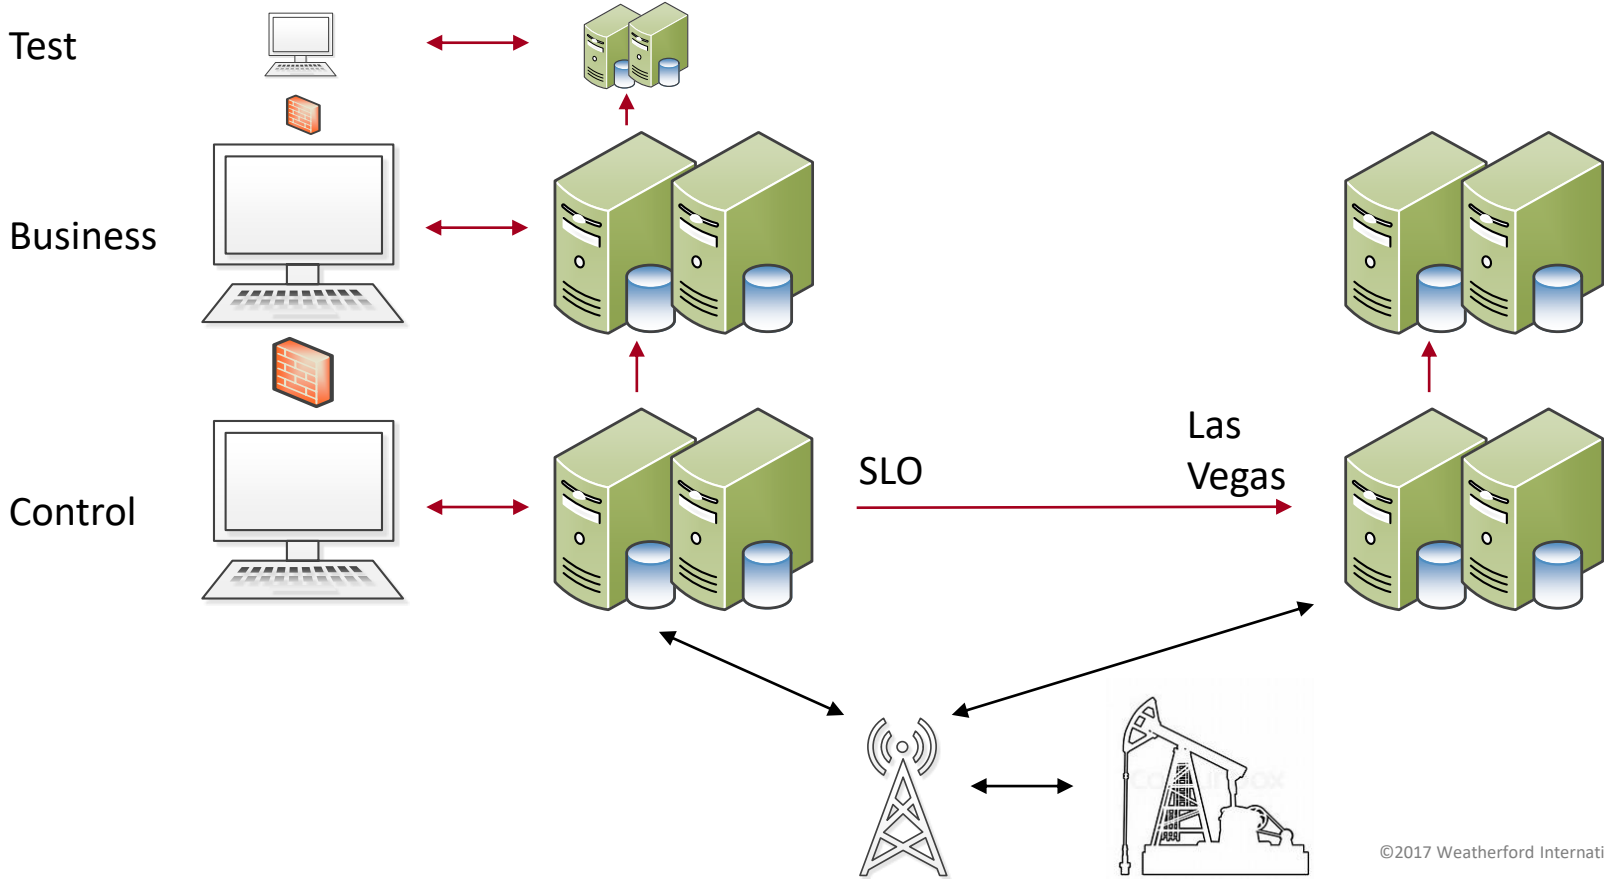 Test
Business
Control
SLO
Las
Vegas
©2017 Weatherford Internati